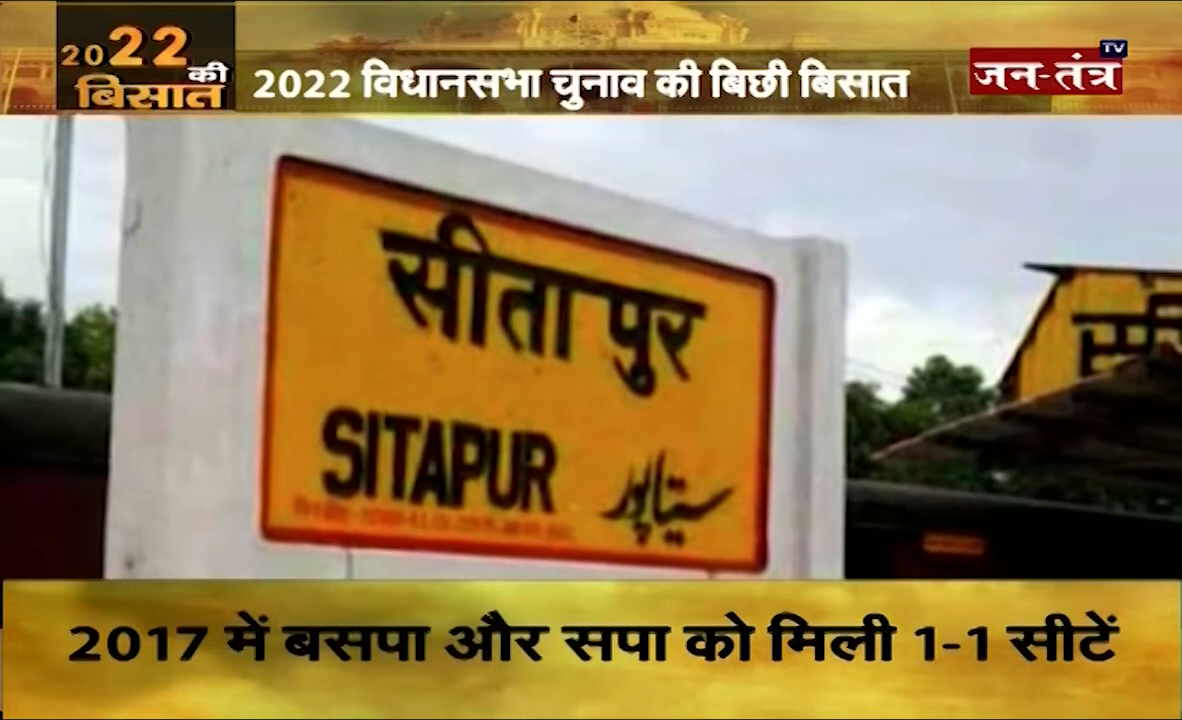 2022
की
बिसात
2022 विधानसभा चुनाव की बिछी बिसात
जन-तंत्र
TV
सीतापुर
SITAPUR
سیتاپور
2017 में बसपा और सपा को मिली 1-1 सीटें